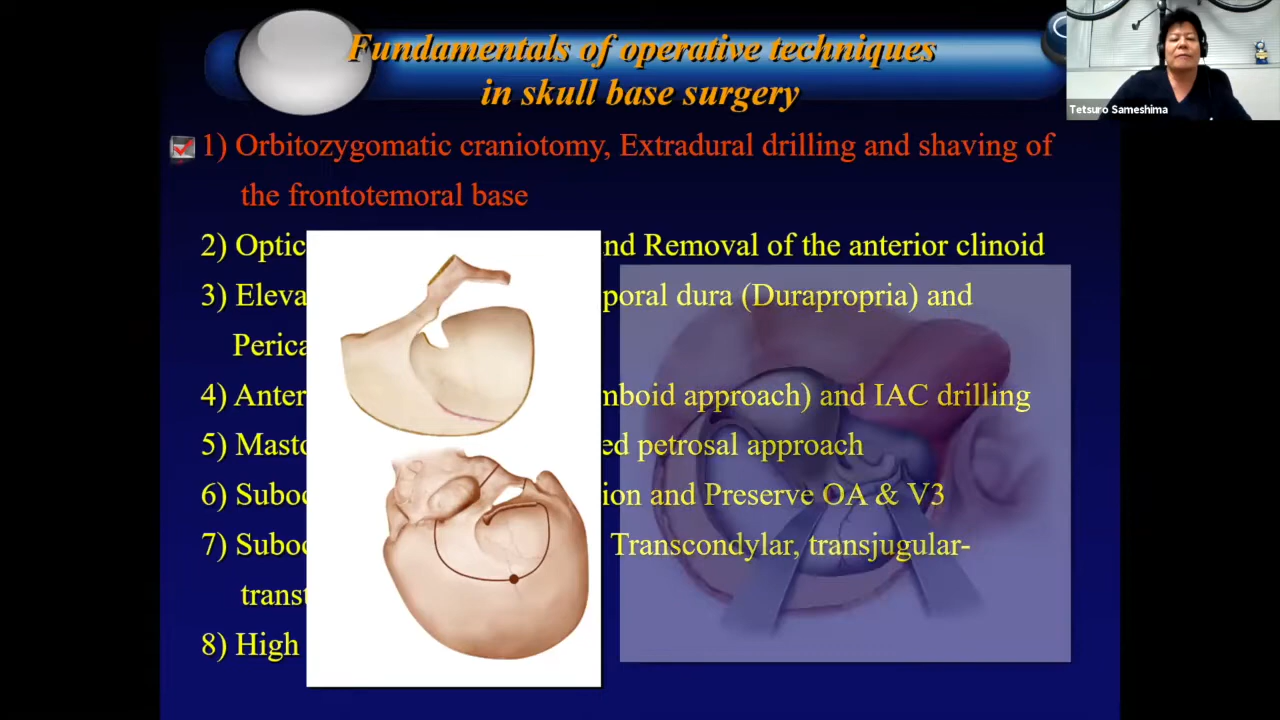 Fundamentals of operative techniques
in skull base surgery
Tetsuro Sameshima
1) Orbitozygomatic craniotomy, Extradural drilling and shaving of
the frontotemoral base
2) Optic nd Removal of the anterior clinoid
3) Eleva poral dura (Durapropria) and
Perica
4) Anter mboid approach) and IAC drilling
5) Masto ed petrosal approach
6) Suboc ion and Preserve OA & V3
7) Suboc Transcondylar, transjugular-
transt
8) High